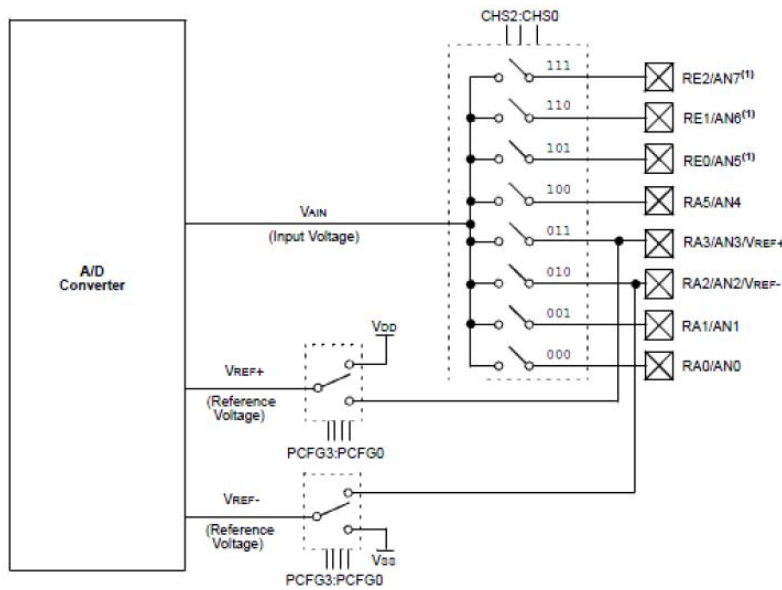 CHS2:CHS0
111
RE2/AN7(1)
110
RE1/AN6(1)
101
RE0/AN5(1)
100
RA5/AN4
VAIN
(Input Voltage)
011
RA3/AN3/VREF+
A/D
Converter
010
RA2/AN2/VREF-
001
RA1/AN1
VDD
000
RA0/AN0
VREF+
(Reference
Voltage)
PCFG3:PCFG0
VREF-
(Reference
Voltage)
VSS
PCFG3:PCFG0